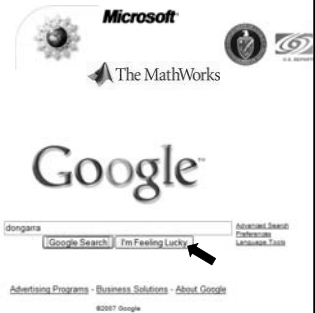 Microsoft
The MathWorks
Google
dongarra
Google Search I'm Feeling Lucky
Advanced Search
Preferences
Language Tools
Advertising Programs - Business Solutions - About Google
©2007 Google